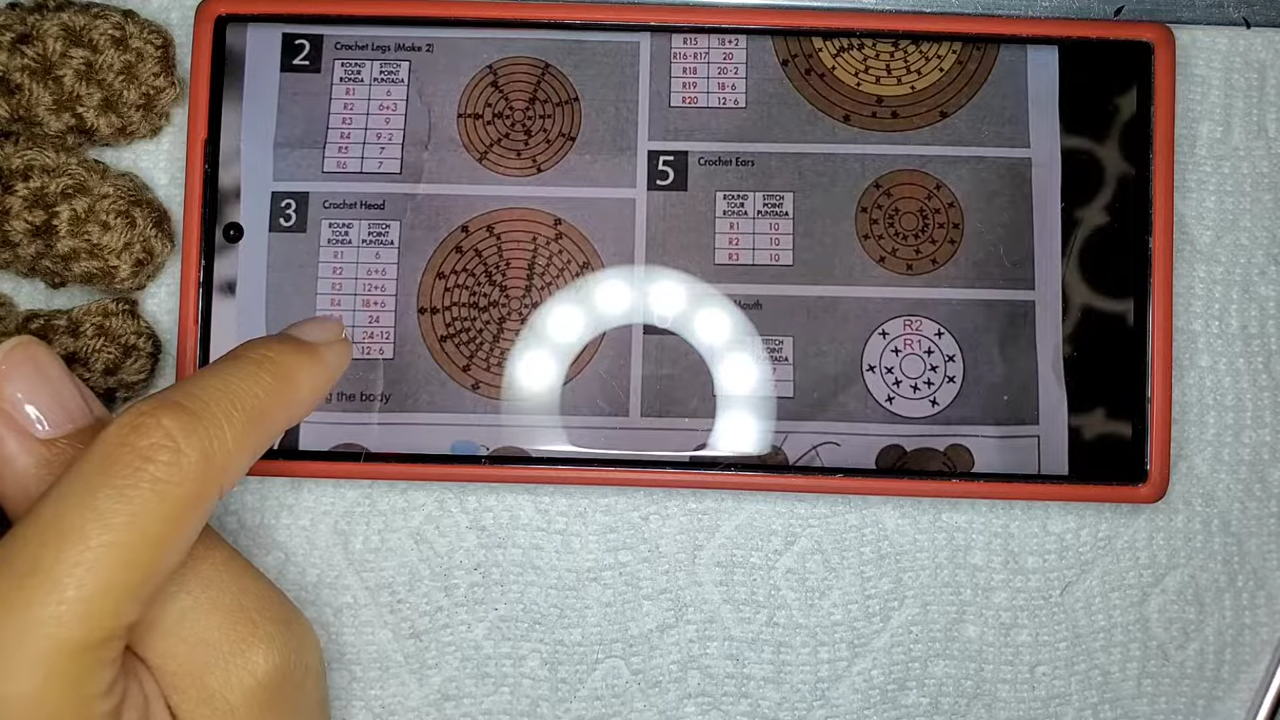 2
Crochet Legs (Make 2)
ROUND TOUR RONDA | STITCH POINT PUNTADA
R1 6
R2 6+3
R3 9
R4 9-2
R5 7
R6 7
3
Crochet Head
ROUND TOUR RONDA | STITCH POINT PUNTADA
R1 6
R2 6+6
R3 12+6
R4 18+6
24
24-12
12-6
the body
R15 18+2
R16-R17 20
R18 20-2
R19 18-6
R20 12-6
5
Crochet Ears
ROUND TOUR RONDA | STITCH POINT PUNTADA
R1 10
R2 10
R3 10
Mouth
STITCH POINT PUNTADA
7
R2
R1